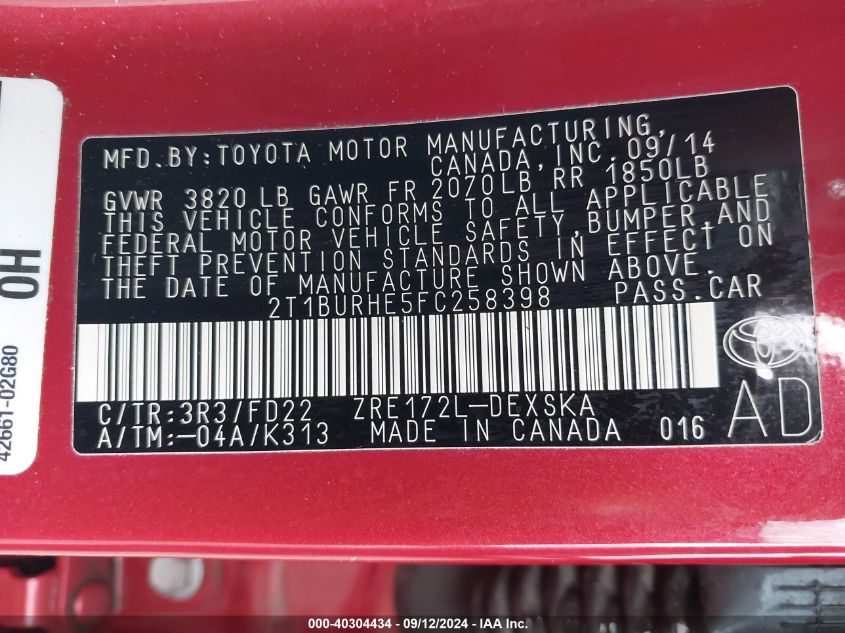 MFD.BY:TOYOTA MOTOR MANUFACTURING,
CANADA,INC. 09/14
GVWR 3820 LB GAWR FR 2070LB RR 1850LB
THIS VEHICLE CONFORMS TO ALL APPLICABLE
FEDERAL MOTOR VEHICLE SAFETY,BUMPER,AND
THEFT PREVENTION STANDARDS IN EFFECT ON
THE DATE OF MANUFACTURE SHOWN ABOVE.
2T1BURHE5FC258398 PASS.CAR
C/TR:3R3/FD22 ZRE172L-DEXSKA
A/TM:-04A/K313 MADE IN CANADA 016
AD
OH
42661-02G80
000-40304434 - 09/12/2024 - IAA Inc.